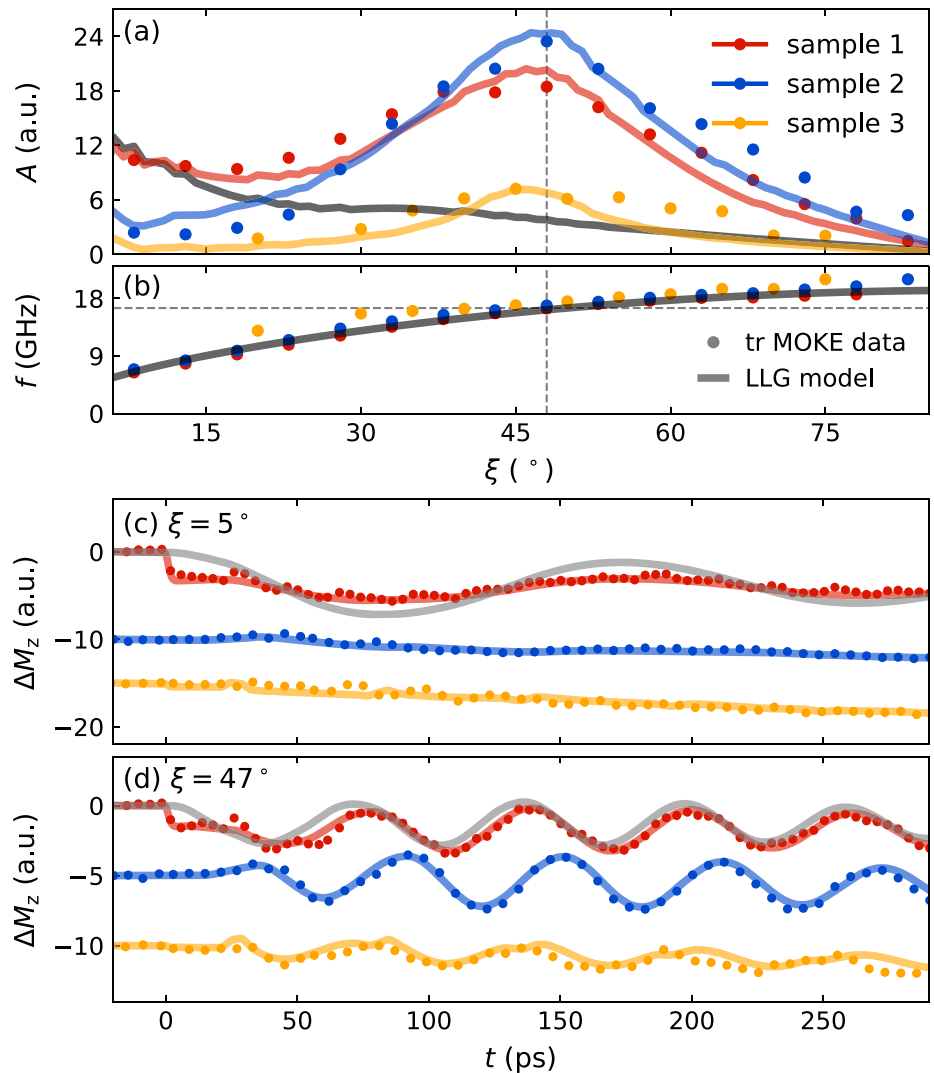 (a)
sample 1
sample 2
sample 3
A (a.u.)
24
18
12
6
0
(b)
tr MOKE data
LLG model
f (GHz)
18
9
0
15 30 45 60 75
ξ (°)
(c) ξ = 5°
ΔMz (a.u.)
0
−10
−20
(d) ξ = 47°
ΔMz (a.u.)
0
−5
−10
0 50 100 150 200 250
t (ps)